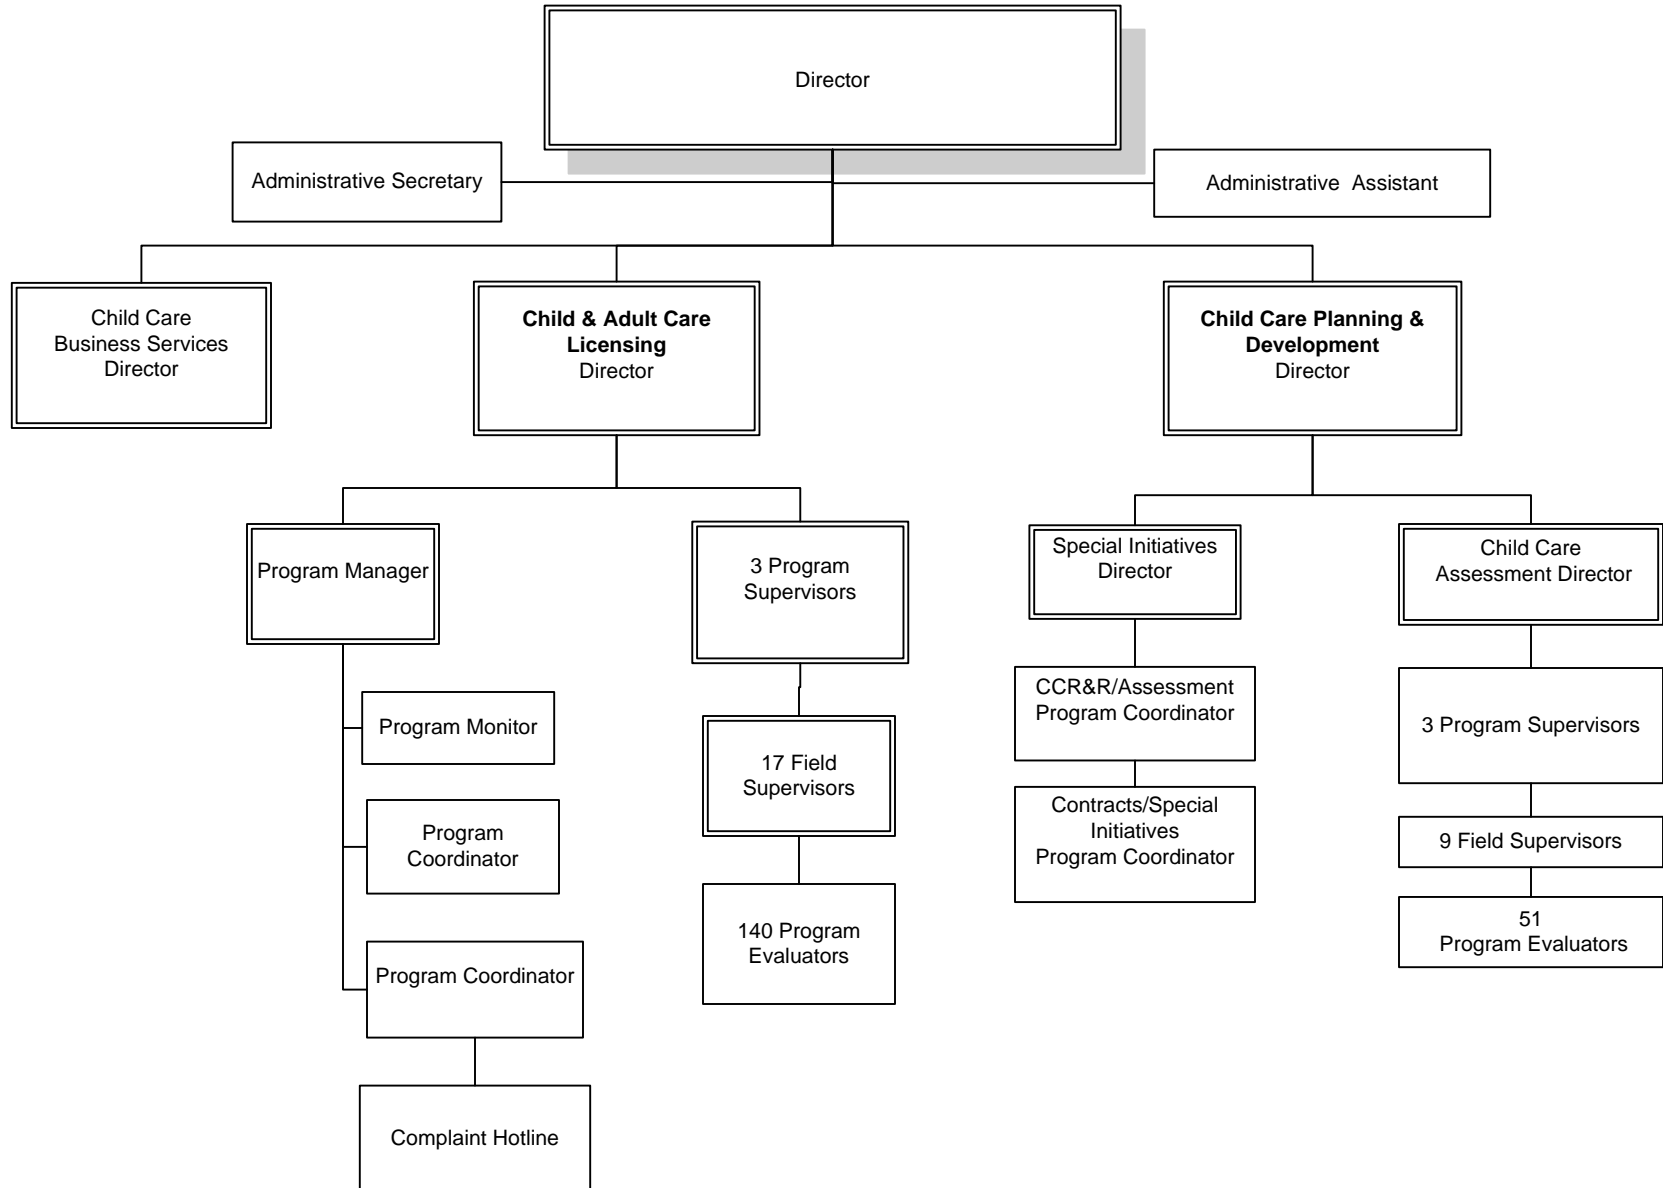 Director
Administrative Secretary
Administrative Assistant
Child Care
Business Services
Director
Child & Adult Care
Licensing
Director
Child Care Planning &
Development
Director
Program Manager
3 Program
Supervisors
Special Initiatives
Director
Child Care
Assessment Director
Program Monitor
Program
Coordinator
Program Coordinator
Complaint Hotline
17 Field
Supervisors
140 Program
Evaluators
CCR&R/Assessment
Program Coordinator
Contracts/Special
Initiatives
Program Coordinator
3 Program Supervisors
9 Field Supervisors
51
Program Evaluators